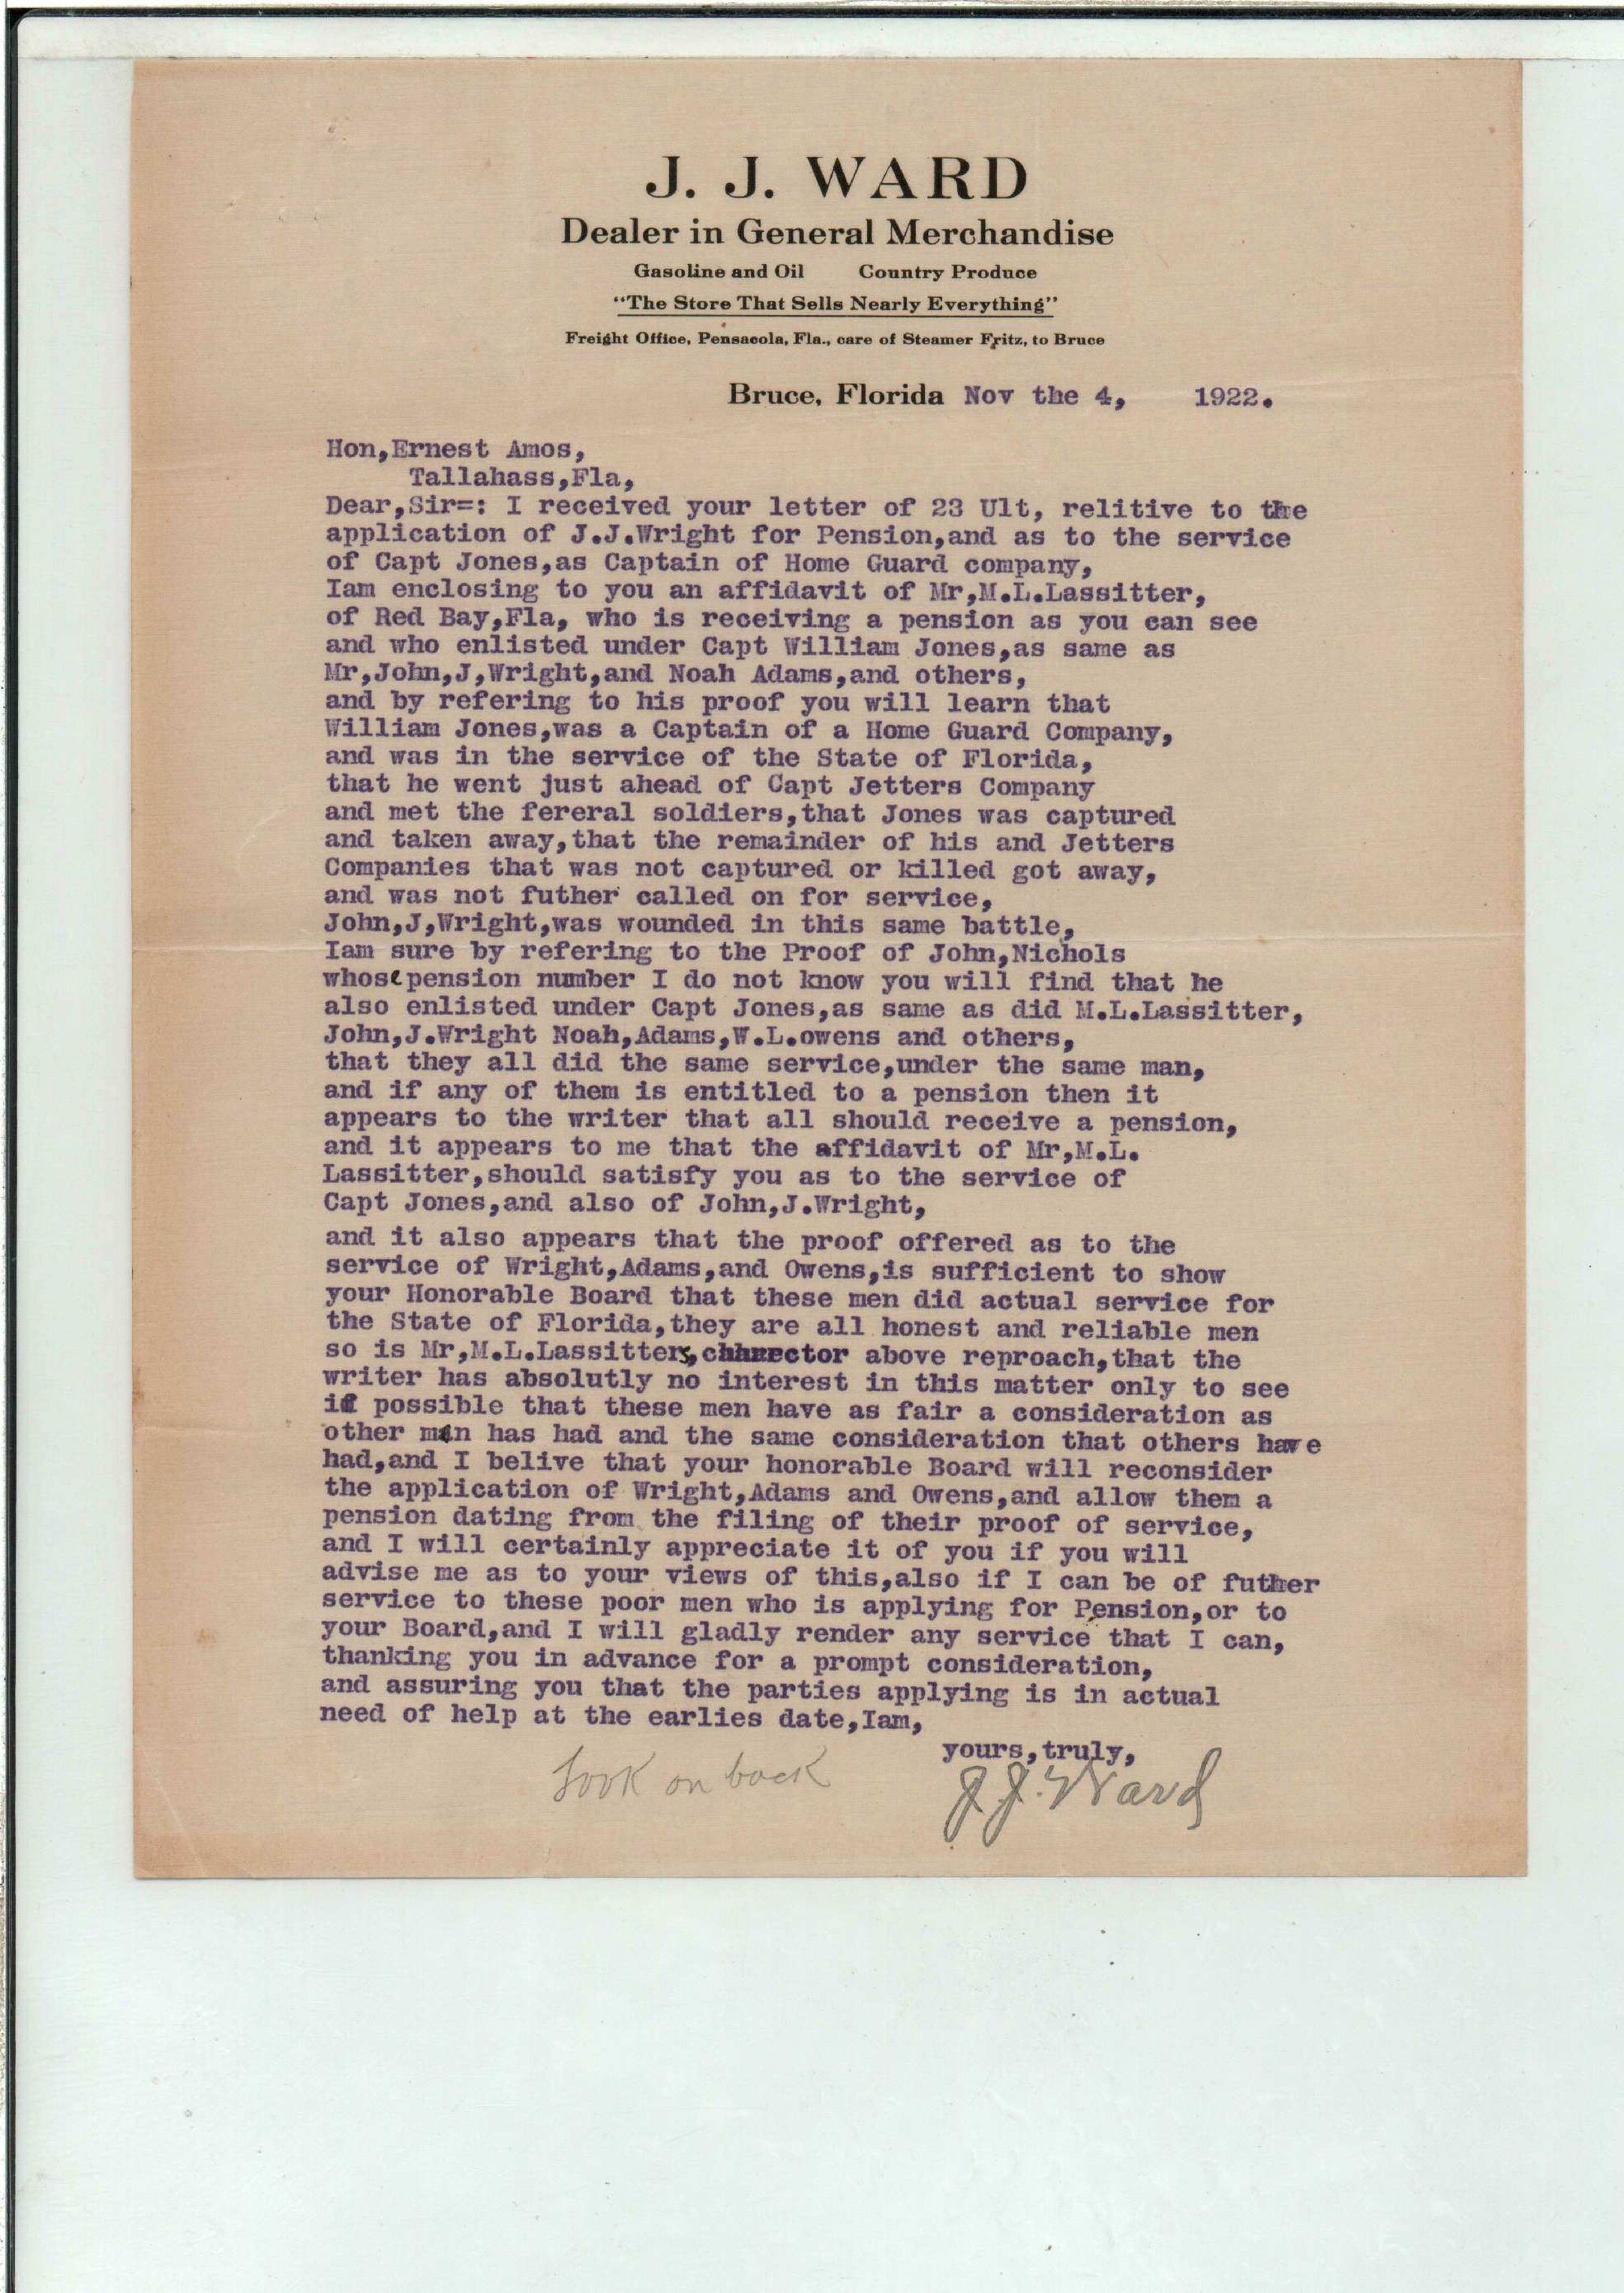 J. J. WARD
Dealer in General Merchandise
Gasoline and Oil Country Produce
"The Store That Sells Nearly Everything"
Freight Office, Pensacola, Fla., care of Steamer Fritz, to Bruce
Bruce, Florida Nov the 4, 1922.
Hon,Ernest Amos,
Tallahass,Fla,
Dear,Sir=: I received your letter of 23 Ult, relitive to the
application of J.J.Wright for Pension,and as to the service
of Capt Jones,as Captain of Home Guard company,
Iam enclosing to you an affidavit of Mr,M.L.Lassitter,
of Red Bay,Fla, who is receiving a pension as you can see
and who enlisted under Capt William Jones,as same as
Mr,John,J,Wright,and Noah Adams,and others,
and by refering to his proof you will learn that
William Jones,was a Captain of a Home Guard Company,
and was in the service of the State of Florida,
that he went just ahead of Capt Jetters Company
and met the fereral soldiers,that Jones was captured
and taken away,that the remainder of his and Jetters
Companies that was not captured or killed got away,
and was not futher called on for service,
John,J,Wright,was wounded in this same battle,
Iam sure by refering to the Proof of John,Nichols
whose pension number I do not know you will find that he
also enlisted under Capt Jones,as same as did M.L.Lassitter,
John,J.Wright Noah,Adams,W.L.owens and others,
that they all did the same service,under the same man,
and if any of them is entitled to a pension then it
appears to the writer that all should receive a pension,
and it appears to me that the affidavit of Mr,M.L.
Lassitter,should satisfy you as to the service of
Capt Jones,and also of John,J.Wright,
and it also appears that the proof offered as to the
service of Wright,Adams,and Owens,is sufficient to show
your Honorable Board that these men did actual service for
the State of Florida,they are all honest and reliable men
so is Mr,M.L.Lassitters, above reproach,that the
writer has absolutly no interest in this matter only to see
if possible that these men have as fair a consideration as
other man has had and the same consideration that others have
had,and I belive that your honorable Board will reconsider
the application of Wright,Adams and Owens,and allow them a
pension dating from the filing of their proof of service,
and I will certainly appreciate it of you if you will
advise me as to your views of this,also if I can be of futher
service to these poor men who is applying for Pension,or to
your Board,and I will gladly render any service that I can,
thanking you in advance for a prompt consideration,
and assuring you that the parties applying is in actual
need of help at the earlies date,Iam,
yours,truly,
Look on back
J.J. Ward